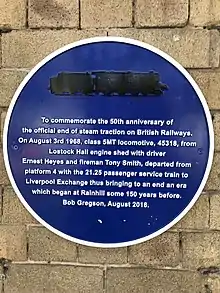 To commemorate the 50th anniversary of
the official end of steam traction on British Railways.
On August 3rd 1968, class 5MT locomotive, 45318, from
Lostock Hall engine shed with driver
Ernest Heyes and fireman Tony Smith, departed from
platform 4 with the 21.25 passenger service train to
Liverpool Exchange thus bringing to an end an era
which began at Rainhill some 150 years before.
Bob Gregson, August 2018.